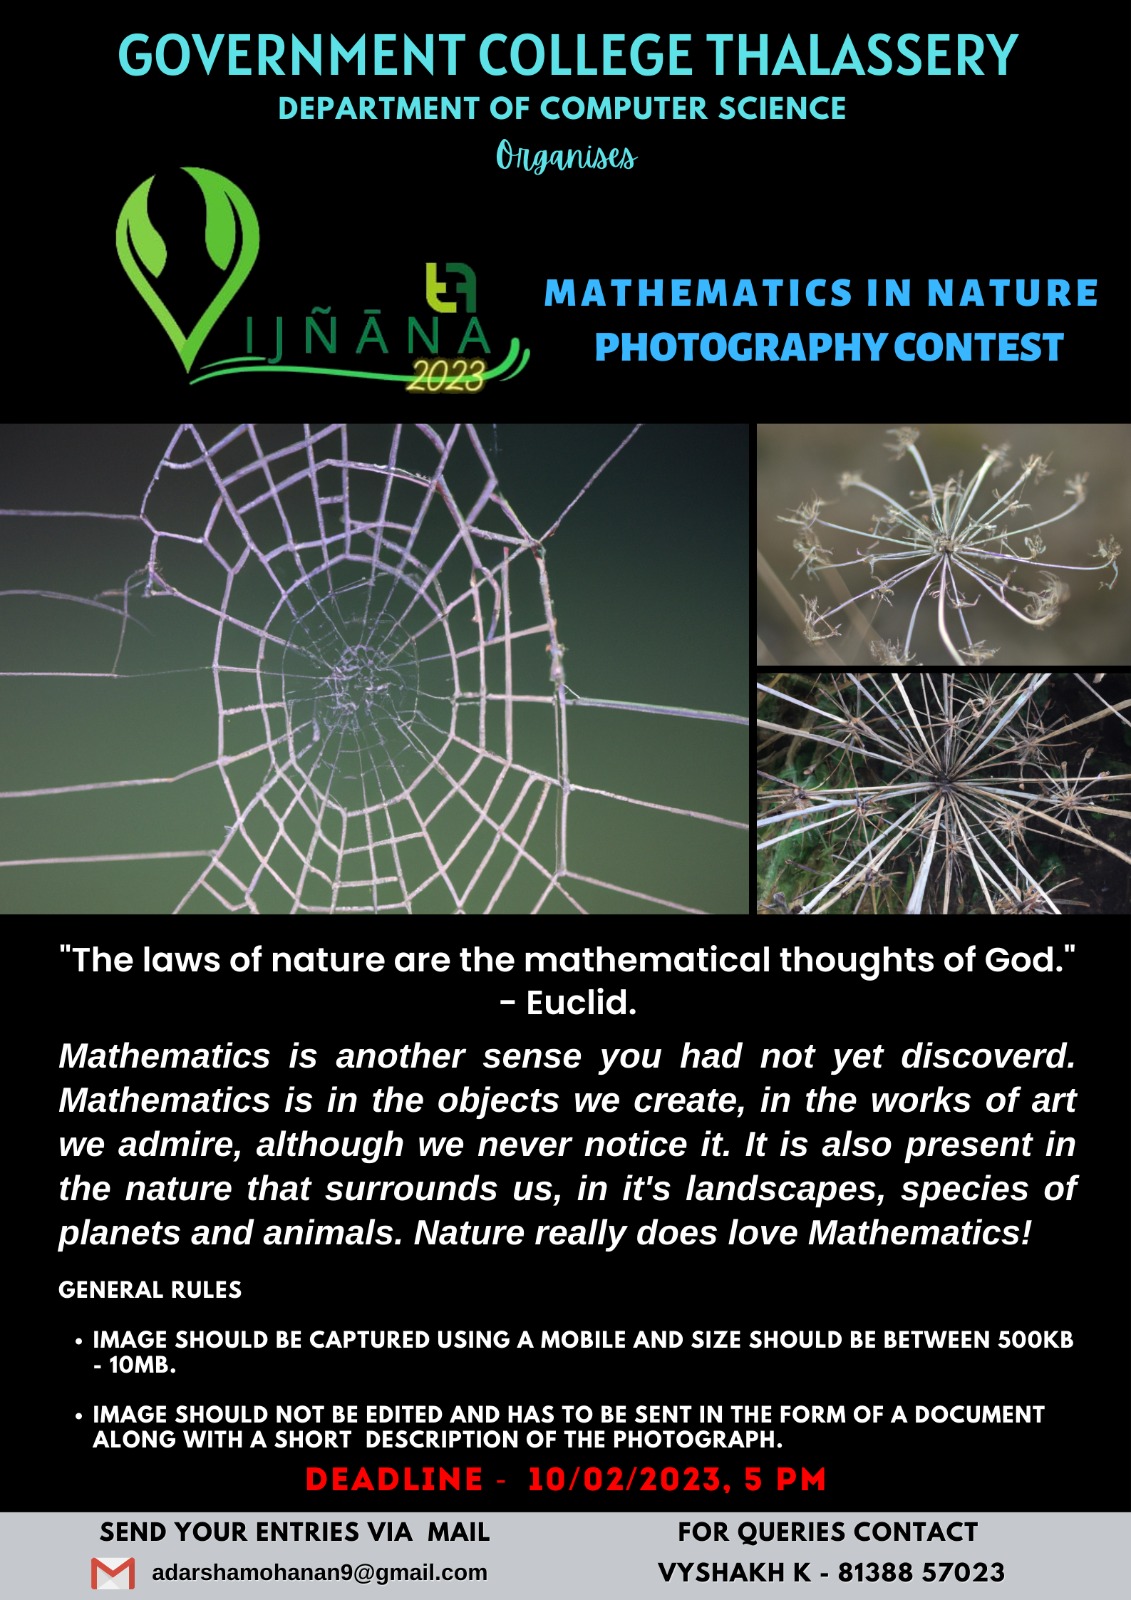 GOVERNMENT COLLEGE THALASSERY
DEPARTMENT OF COMPUTER SCIENCE
Organises
VIJÑĀNA
2023
MATHEMATICS IN NATURE
PHOTOGRAPHY CONTEST
"The laws of nature are the mathematical thoughts of God."
- Euclid.
Mathematics is another sense you had not yet discoverd.
Mathematics is in the objects we create, in the works of art
we admire, although we never notice it. It is also present in
the nature that surrounds us, in it's landscapes, species of
planets and animals. Nature really does love Mathematics!
GENERAL RULES
• IMAGE SHOULD BE CAPTURED USING A MOBILE AND SIZE SHOULD BE BETWEEN 500KB
- 10MB.
• IMAGE SHOULD NOT BE EDITED AND HAS TO BE SENT IN THE FORM OF A DOCUMENT
ALONG WITH A SHORT DESCRIPTION OF THE PHOTOGRAPH.
DEADLINE - 10/02/2023, 5 PM
SEND YOUR ENTRIES VIA MAIL
adarshamohanan9@gmail.com
FOR QUERIES CONTACT
VYSHAKH K - 81388 57023